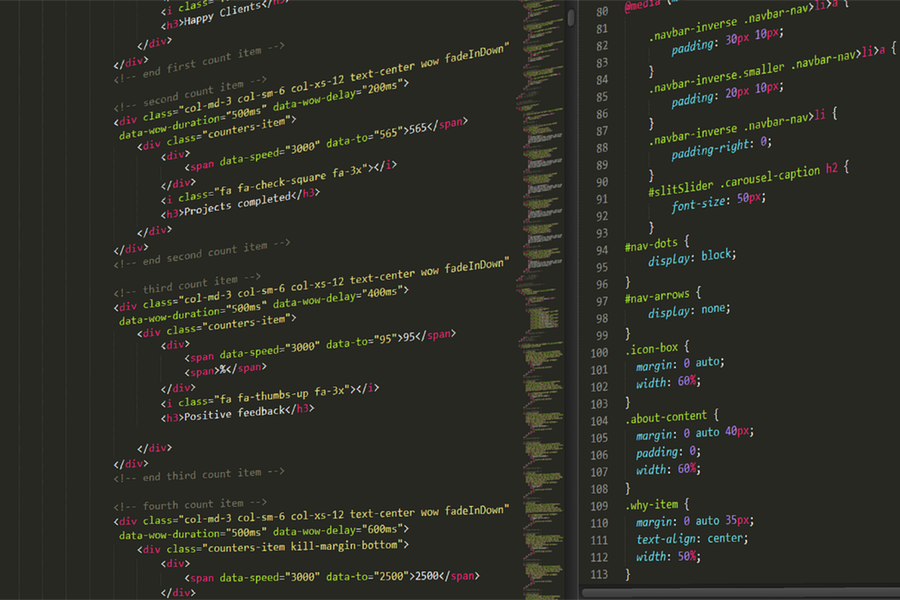 <i class="
<h3>Happy Clients</h3>
</div>
</div>
<!-- end first count item -->
<!-- second count item -->
<div class="col-md-3 col-sm-6 col-xs-12 text-center wow fadeInDown"
data-wow-duration="500ms" data-wow-delay="200ms">
<div class="counters-item">
<div>
<span data-speed="3000" data-to="565">565</span>
</div>
<i class="fa fa-check-square fa-3x"></i>
<h3>Projects completed</h3>
</div>
</div>
<!-- end second count item -->
<!-- third count item -->
<div class="col-md-3 col-sm-6 col-xs-12 text-center wow fadeInDown"
data-wow-duration="500ms" data-wow-delay="400ms">
<div class="counters-item">
<div>
<span data-speed="3000" data-to="95">95</span>
<span>%</span>
</div>
<i class="fa fa-thumbs-up fa-3x"></i>
<h3>Positive feedback</h3>
</div>
</div>
<!-- end third count item -->
<!-- fourth count item -->
<div class="col-md-3 col-sm-6 col-xs-12 text-center wow fadeInDown"
data-wow-duration="500ms" data-wow-delay="600ms">
<div class="counters-item kill-margin-bottom">
<div>
<span data-speed="3000" data-to="2500">2500</span>
</div>
80 @media
81 .navbar-inverse .navbar-nav>li>a {
82 padding: 30px 10px;
83 }
84 .navbar-inverse.smaller .navbar-nav>li>a {
85 padding: 20px 10px;
86 }
87 .navbar-inverse .navbar-nav>li {
88 padding-right: 0;
89
90 }
91 #slitSlider .carousel-caption h2 {
92 font-size: 50px;
93 }
94 #nav-dots {
95 display: block;
96 }
97 #nav-arrows {
98 display: none;
99 }
100 .icon-box {
101 margin: 0 auto;
102 width: 60%;
103 }
104 .about-content {
105 margin: 0 auto 40px;
106 padding: 0;
107 width: 60%;
108 }
109 .why-item {
110 margin: 0 auto 35px;
111 text-align: center;
112 width: 50%;
113 }